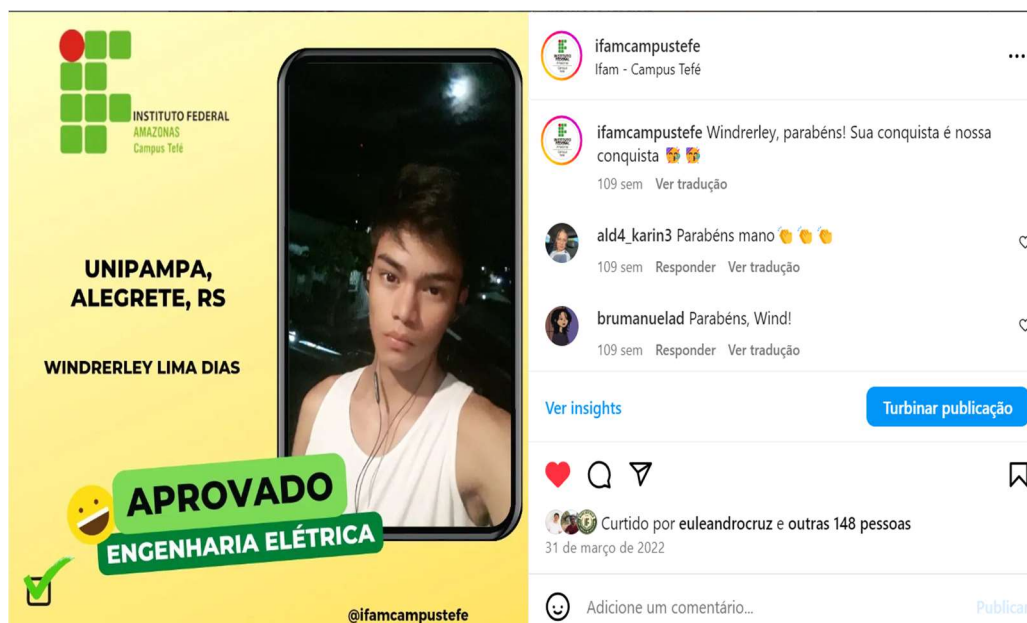 INSTITUTO FEDERAL
AMAZONAS
Campus Tefé
UNIPAMPA,
ALEGRETE, RS
WINDRERLEY LIMA DIAS
APROVADO
ENGENHARIA ELÉTRICA
@ifamcampustefe
ifamcampustefe
Ifam - Campus Tefé
ifamcampustefe Windrerley, parabéns! Sua conquista é nossa
conquista 🥳 🥳
109 sem Ver tradução
ald4_karin3 Parabéns mano👏 👏 👏
109 sem Responder Ver tradução
brumanuelad Parabéns, Wind!
109 sem Responder Ver tradução
Ver insights
Turbinar publicação
Curtido por euleandrocruz e outras 148 pessoas
31 de março de 2022
Adicione um comentário...
Publicar